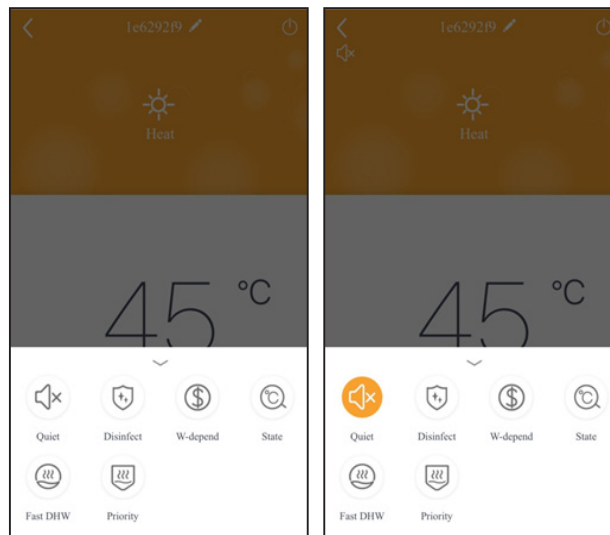 1e6292f9
Heat
45 °C
Quiet
Disinfect
W-depend
State
Fast DHW
Priority
1e6292f9
Heat
45 °C
Quiet
Disinfect
W-depend
State
Fast DHW
Priority